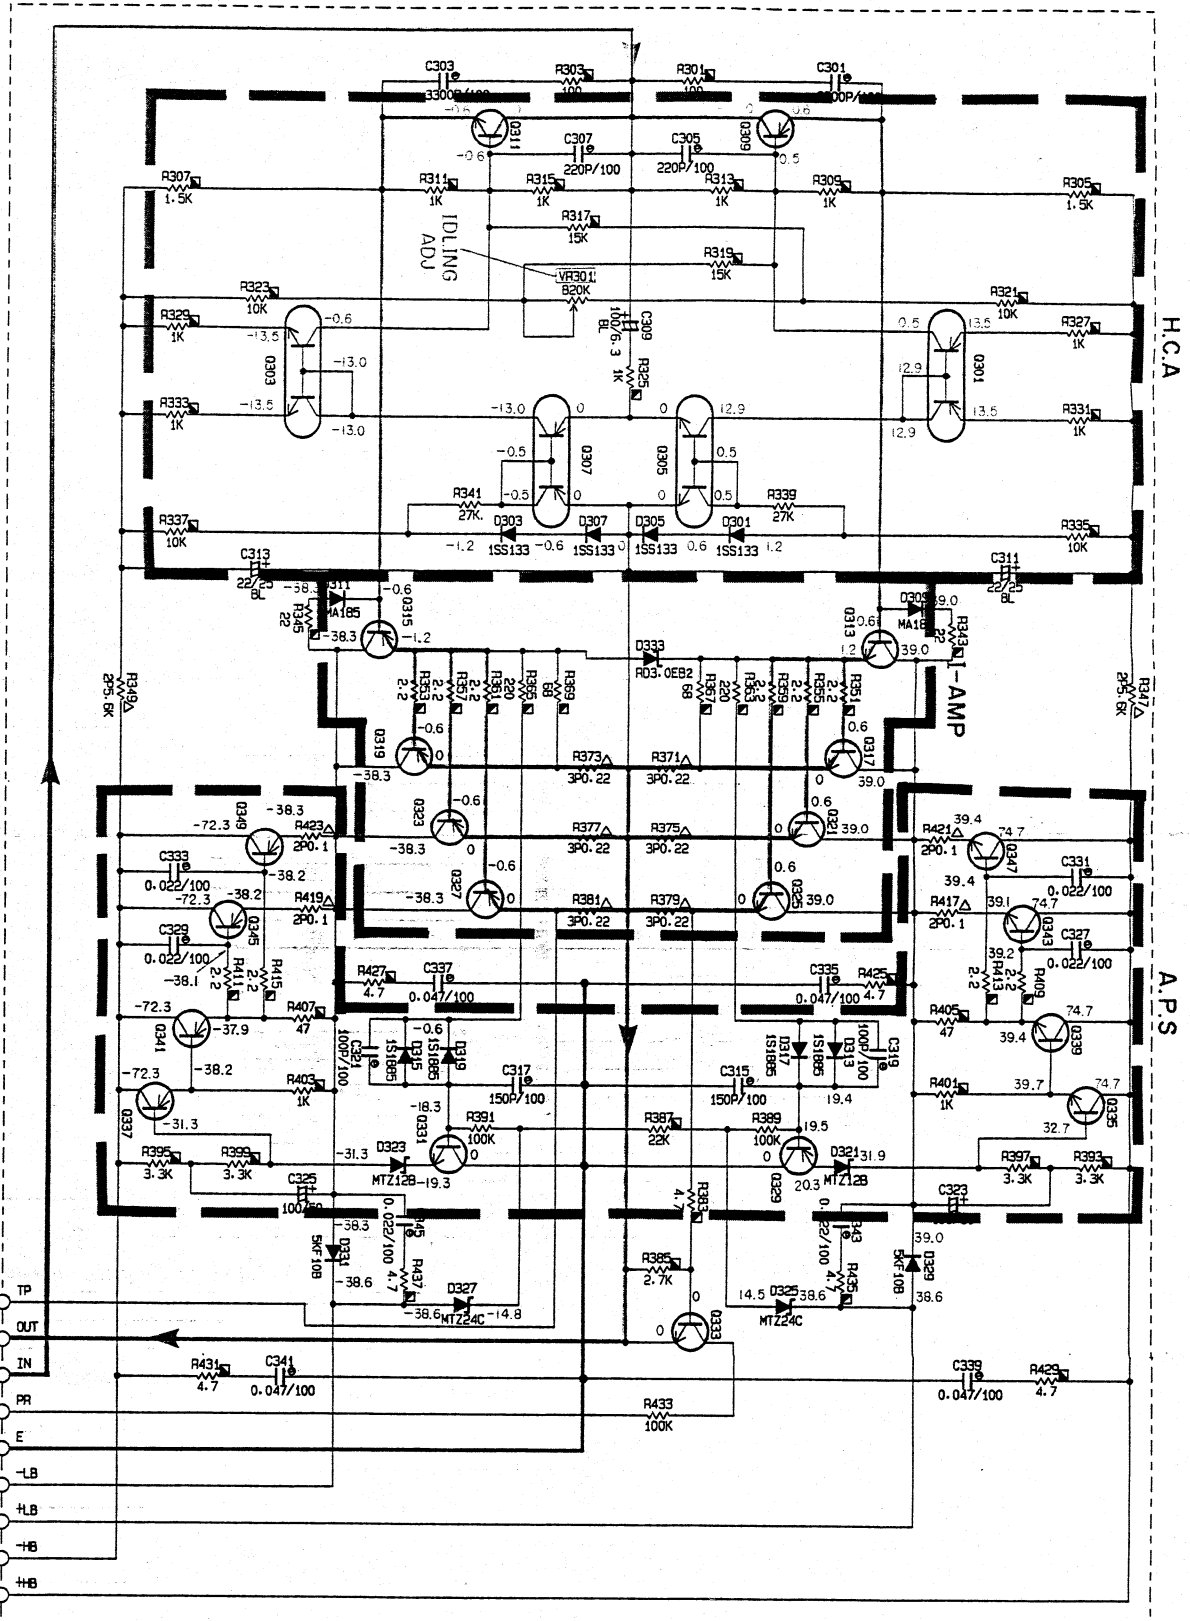 C303
3300P/100
R303
100
R301
100
C301
-0.6
0
Q311
0
0.6
Q309
-0.6
C307
220P/100
C305
220P/100
0.5
R307
1.5K
R311
1K
R315
1K
R313
1K
R309
1K
R305
1.5K
IDLING
ADJ
R317
15K
R319
15K
VR301
B20K
R323
10K
R321
10K
H.C.A
R329
1K
-13.5
-0.6
C309
100/6.3
BL
0.5
13.5
R327
1K
Q303
-13.0
R325
1K
12.9
Q301
R333
1K
-13.5
-13.0
-13.0
0
0
12.9
12.9
13.5
R331
1K
-0.5
Q307
Q305
0.5
R341
27K
-0.5
0
0
0.5
R339
27K
R337
10K
D303
1SS133
D307
1SS133
D305
1SS133
D301
1SS133
-1.2
-0.6
0
0.6
1.2
R335
10K
C313
22/25
BL
C311
22/25
BL
-38.3
D311
MA185
-0.6
Q315
R345
22
-38.3
-1.2
D333
RD3.0EB2
Q313
0.6
1.2
D309
MA185
39.0
39.0
R343
22
I-AMP
R349
2P5.6K
R347
2P5.6K
R353
2.2
R357
2.2
R361
2.2
R365
220
R369
68
R367
68
R363
220
R359
2.2
R355
2.2
R351
2.2
-0.6
Q319
0
-38.3
R373
3P0.22
R371
3P0.22
0.6
Q317
0
39.0
Q323
-0.6
-38.3
0
R377
3P0.22
R375
3P0.22
0.6
Q321
0
39.0
Q327
-0.6
-38.3
0
R381
3P0.22
R379
3P0.22
0.6
Q325
0
39.0
Q349
-38.3
-72.3
R423
2P0.1
-38.2
R421
2P0.1
39.4
74.7
Q347
39.4
C333
0.022/100
C331
0.022/100
-72.3
-38.2
R419
2P0.1
Q345
R417
2P0.1
39.1
74.7
Q343
C329
0.022/100
-38.1
39.2
C327
0.022/100
R411
2.2
R415
2.2
R413
2.2
R409
2.2
A.P.S
R427
4.7
C337
0.047/100
C335
0.047/100
R425
4.7
-72.3
Q341
-37.9
R407
47
R405
47
39.4
74.7
Q339
C321
100P/100
D315
1S1885
-0.6
D319
1S1885
D317
1S1885
D313
1S1885
C319
100P/100
-72.3
-38.2
R403
1K
C317
150P/100
C315
150P/100
19.4
R401
1K
39.7
74.7
Q337
-31.3
Q335
32.7
-18.3
Q331
R391
100K
R387
22K
R389
100K
19.5
R395
3.3K
R399
3.3K
-31.3
D323
MTZ12B
-19.3
0
0
Q329
20.3
D321
MTZ12B
31.9
R397
3.3K
R393
3.3K
C325
100/50
C323
R383
4.7
-38.3
0.022/100
39.0
D331
5KF10B
-38.6
R437
4.7
R385
2.7K
R435
4.7
D329
5KF10B
38.6
D327
MTZ24C
-38.6
-14.8
14.5
D325
MTZ24C
38.6
0
0
Q333
TP
OUT
IN
PR
E
-LB
+LB
-HB
+HB
R431
4.7
C341
0.047/100
C339
0.047/100
R429
4.7
R433
100K